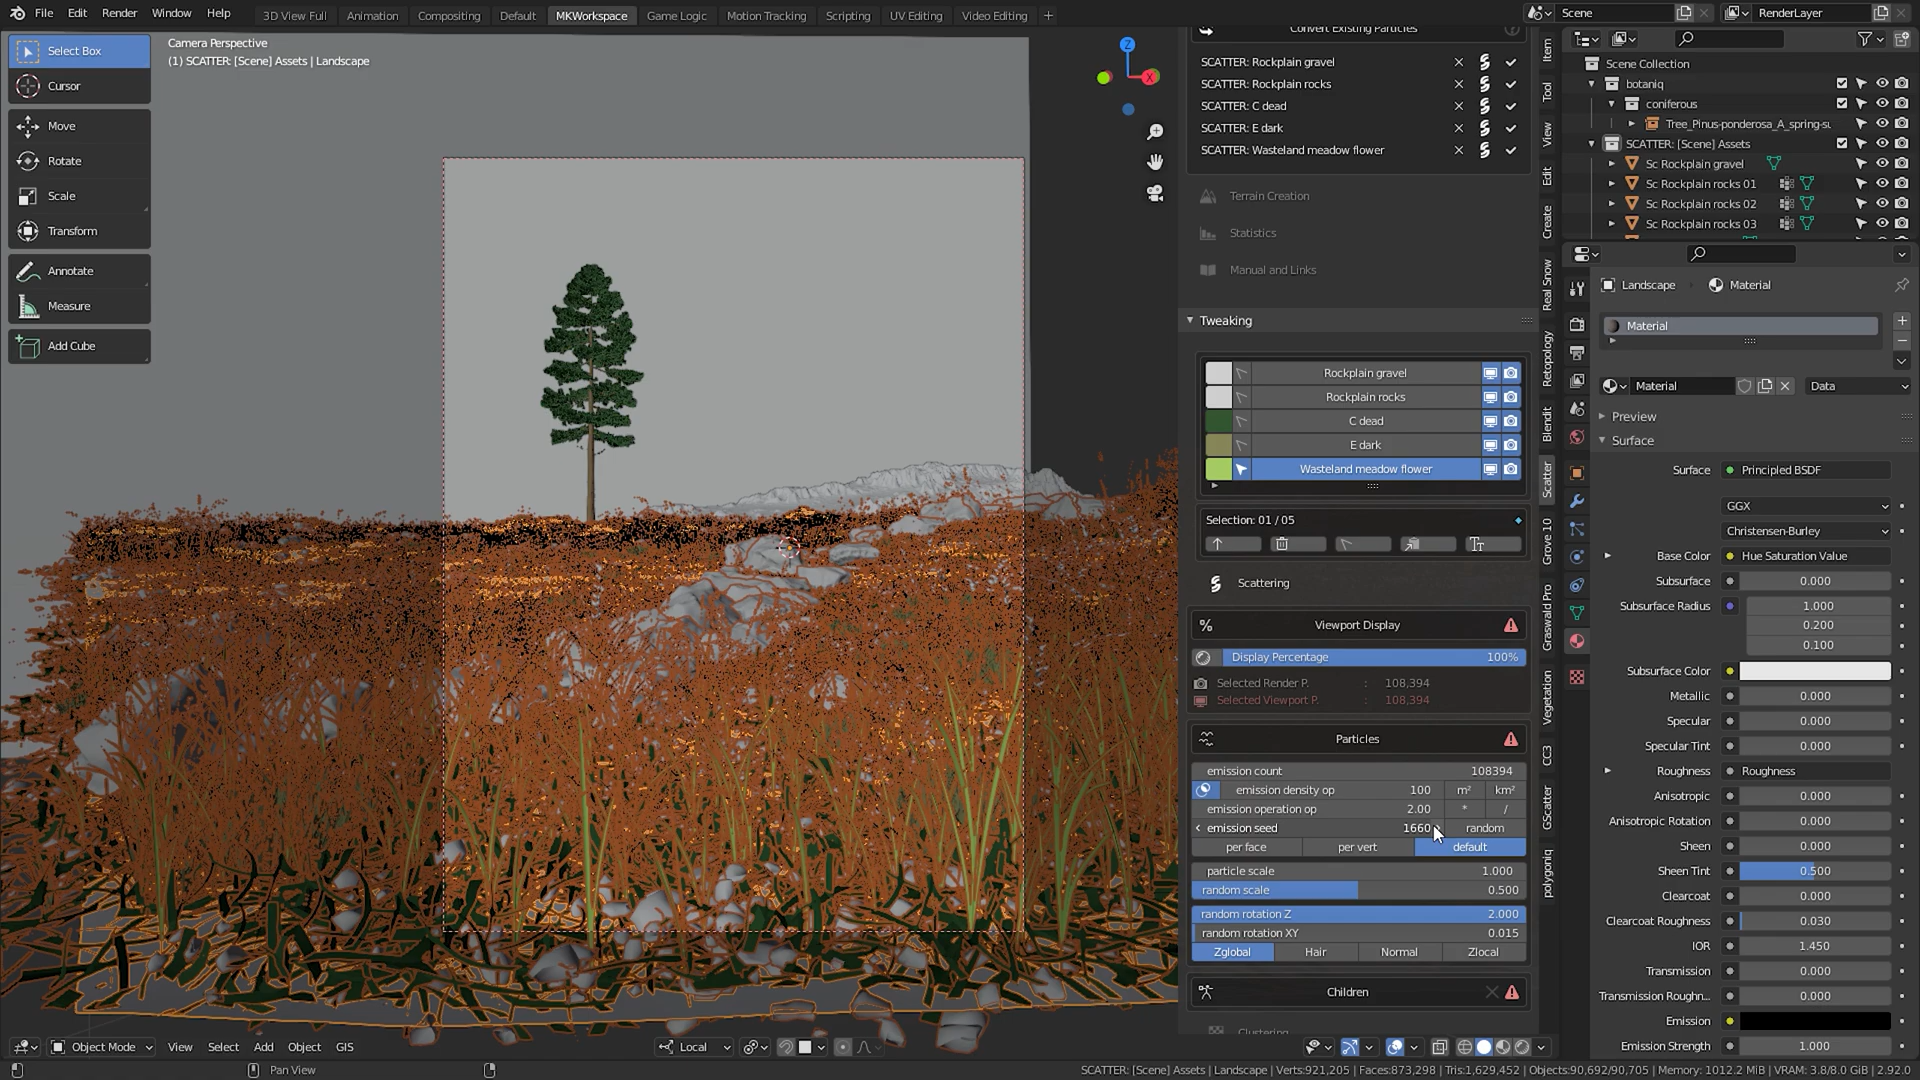 File Edit Render Window Help
3D View Full Animation Compositing Default MKWorkspace Game Logic Motion Tracking Scripting UV Editing Video Editing +
Scene
RenderLayer
Select Box
Cursor
Move
Rotate
Scale
Transform
Annotate
Measure
Add Cube
Camera Perspective
(1) SCATTER: [Scene] Assets | Landscape
Z
X
Convert Existing Particles
SCATTER: Rockplain gravel
SCATTER: Rockplain rocks
SCATTER: C dead
SCATTER: E dark
SCATTER: Wasteland meadow flower
Terrain Creation
Statistics
Manual and Links
Tweaking
Rockplain gravel
Rockplain rocks
C dead
E dark
Wasteland meadow flower
Selection: 01 / 05
Scattering
Viewport Display
Display Percentage 100%
Selected Render P. : 108,394
Selected Viewport P. : 108,394
Particles
emission count 108394
emission density op 100 m² km²
emission operation op 2.00 * /
emission seed 1660 random
per face per vert default
particle scale 1.000
random scale 0.500
random rotation Z 2.000
random rotation XY 0.015
Zglobal Hair Normal Zlocal
Children
Clustering
Item
Tool
View
Edit
Create
Real Snow
Retopology
Blendit
Scatter
Grove 10
Graswald Pro
Vegetation
CC3
GScatter
polygoniq
Scene Collection
botaniq
coniferous
Tree_Pinus-ponderosa_A_spring-su
SCATTER: [Scene] Assets
Sc Rockplain gravel
Sc Rockplain rocks 01
Sc Rockplain rocks 02
Sc Rockplain rocks 03
Landscape Material
Material
Material Data
Preview
Surface
Surface Principled BSDF
GGX
Christensen-Burley
Base Color Hue Saturation Value
Subsurface 0.000
Subsurface Radius 1.000
0.200
0.100
Subsurface Color
Metallic 0.000
Specular 0.000
Specular Tint 0.000
Roughness Roughness
Anisotropic 0.000
Anisotropic Rotation 0.000
Sheen 0.000
Sheen Tint 0.500
Clearcoat 0.000
Clearcoat Roughness 0.030
IOR 1.450
Transmission 0.000
Transmission Roughn... 0.000
Emission
Emission Strength 1.000
Object Mode View Select Add Object GIS
Local
Pan View
SCATTER: [Scene] Assets | Landscape | Verts:921,205 | Faces:873,298 | Tris:1,629,452 | Objects:90,692/90,705 | Memory: 1012.2 MiB | VRAM: 3.8/8.0 GiB | 2.92.0